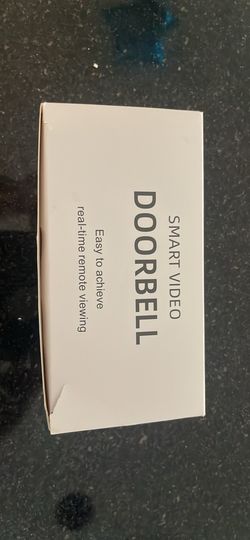 SMART VIDEO
DOORBELL
Easy to achieve
real-time remote viewing